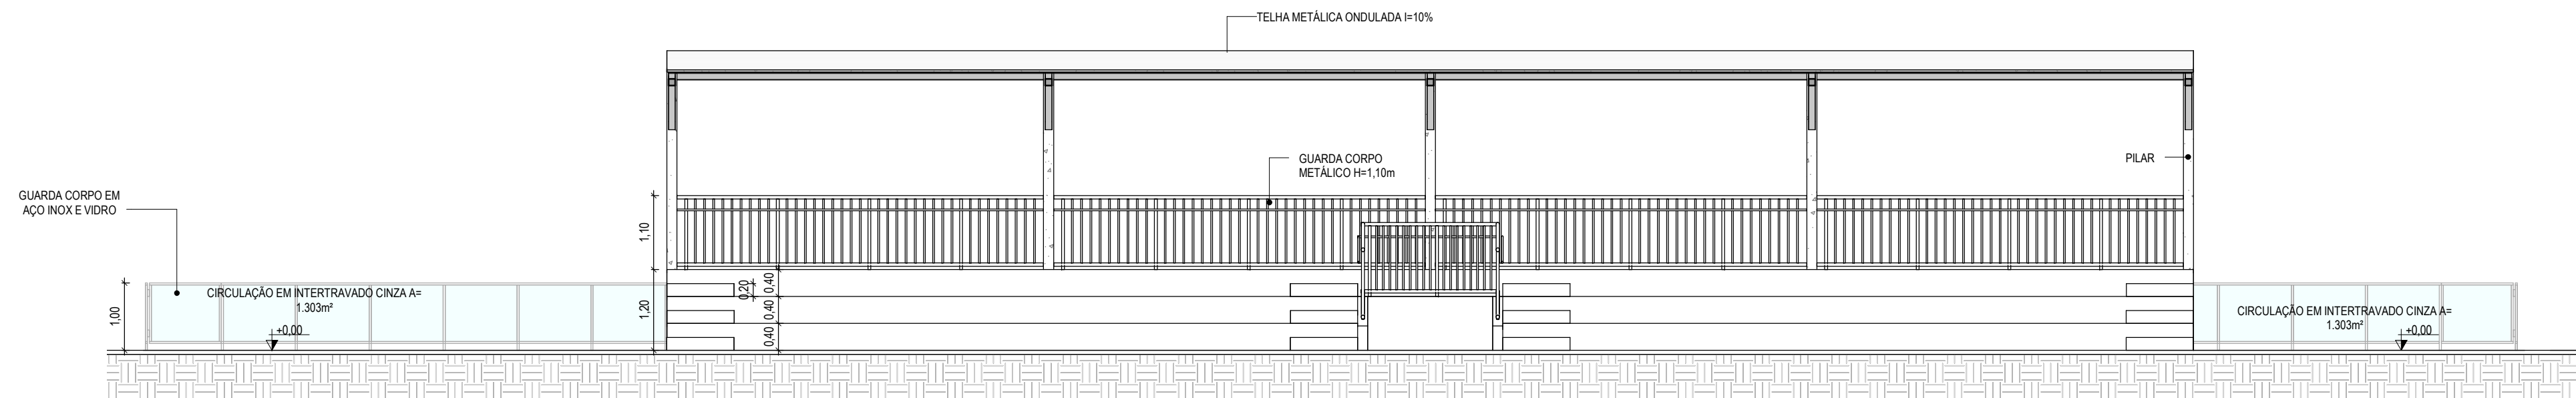 TELHA METÁLICA ONDULADA I=10%
GUARDA CORPO
METÁLICO H=1,10m
PILAR
GUARDA CORPO EM
AÇO INOX E VIDRO
1,10
1,00
CIRCULAÇÃO EM INTERTRAVADO CINZA A=
1.303m²
+0,00
1,20
0,20
0,40
0,40
0,40
CIRCULAÇÃO EM INTERTRAVADO CINZA A=
1.303m²
+0,00